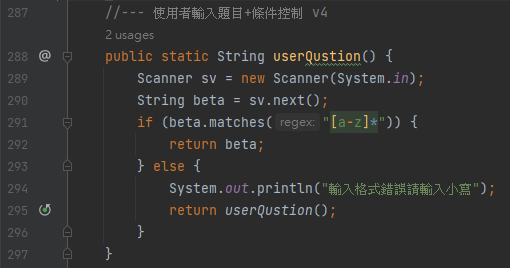 287 //--- 使用者輸入題目+條件控制 v4
2 usages
288 @ public static String userQustion() {
289 Scanner sv = new Scanner(System.in);
290 String beta = sv.next();
291 if (beta.matches( regex: "[a-z]*")) {
292 return beta;
293 } else {
294 System.out.println("輸入格式錯誤請輸入小寫");
295 return userQustion();
296 }
297 }